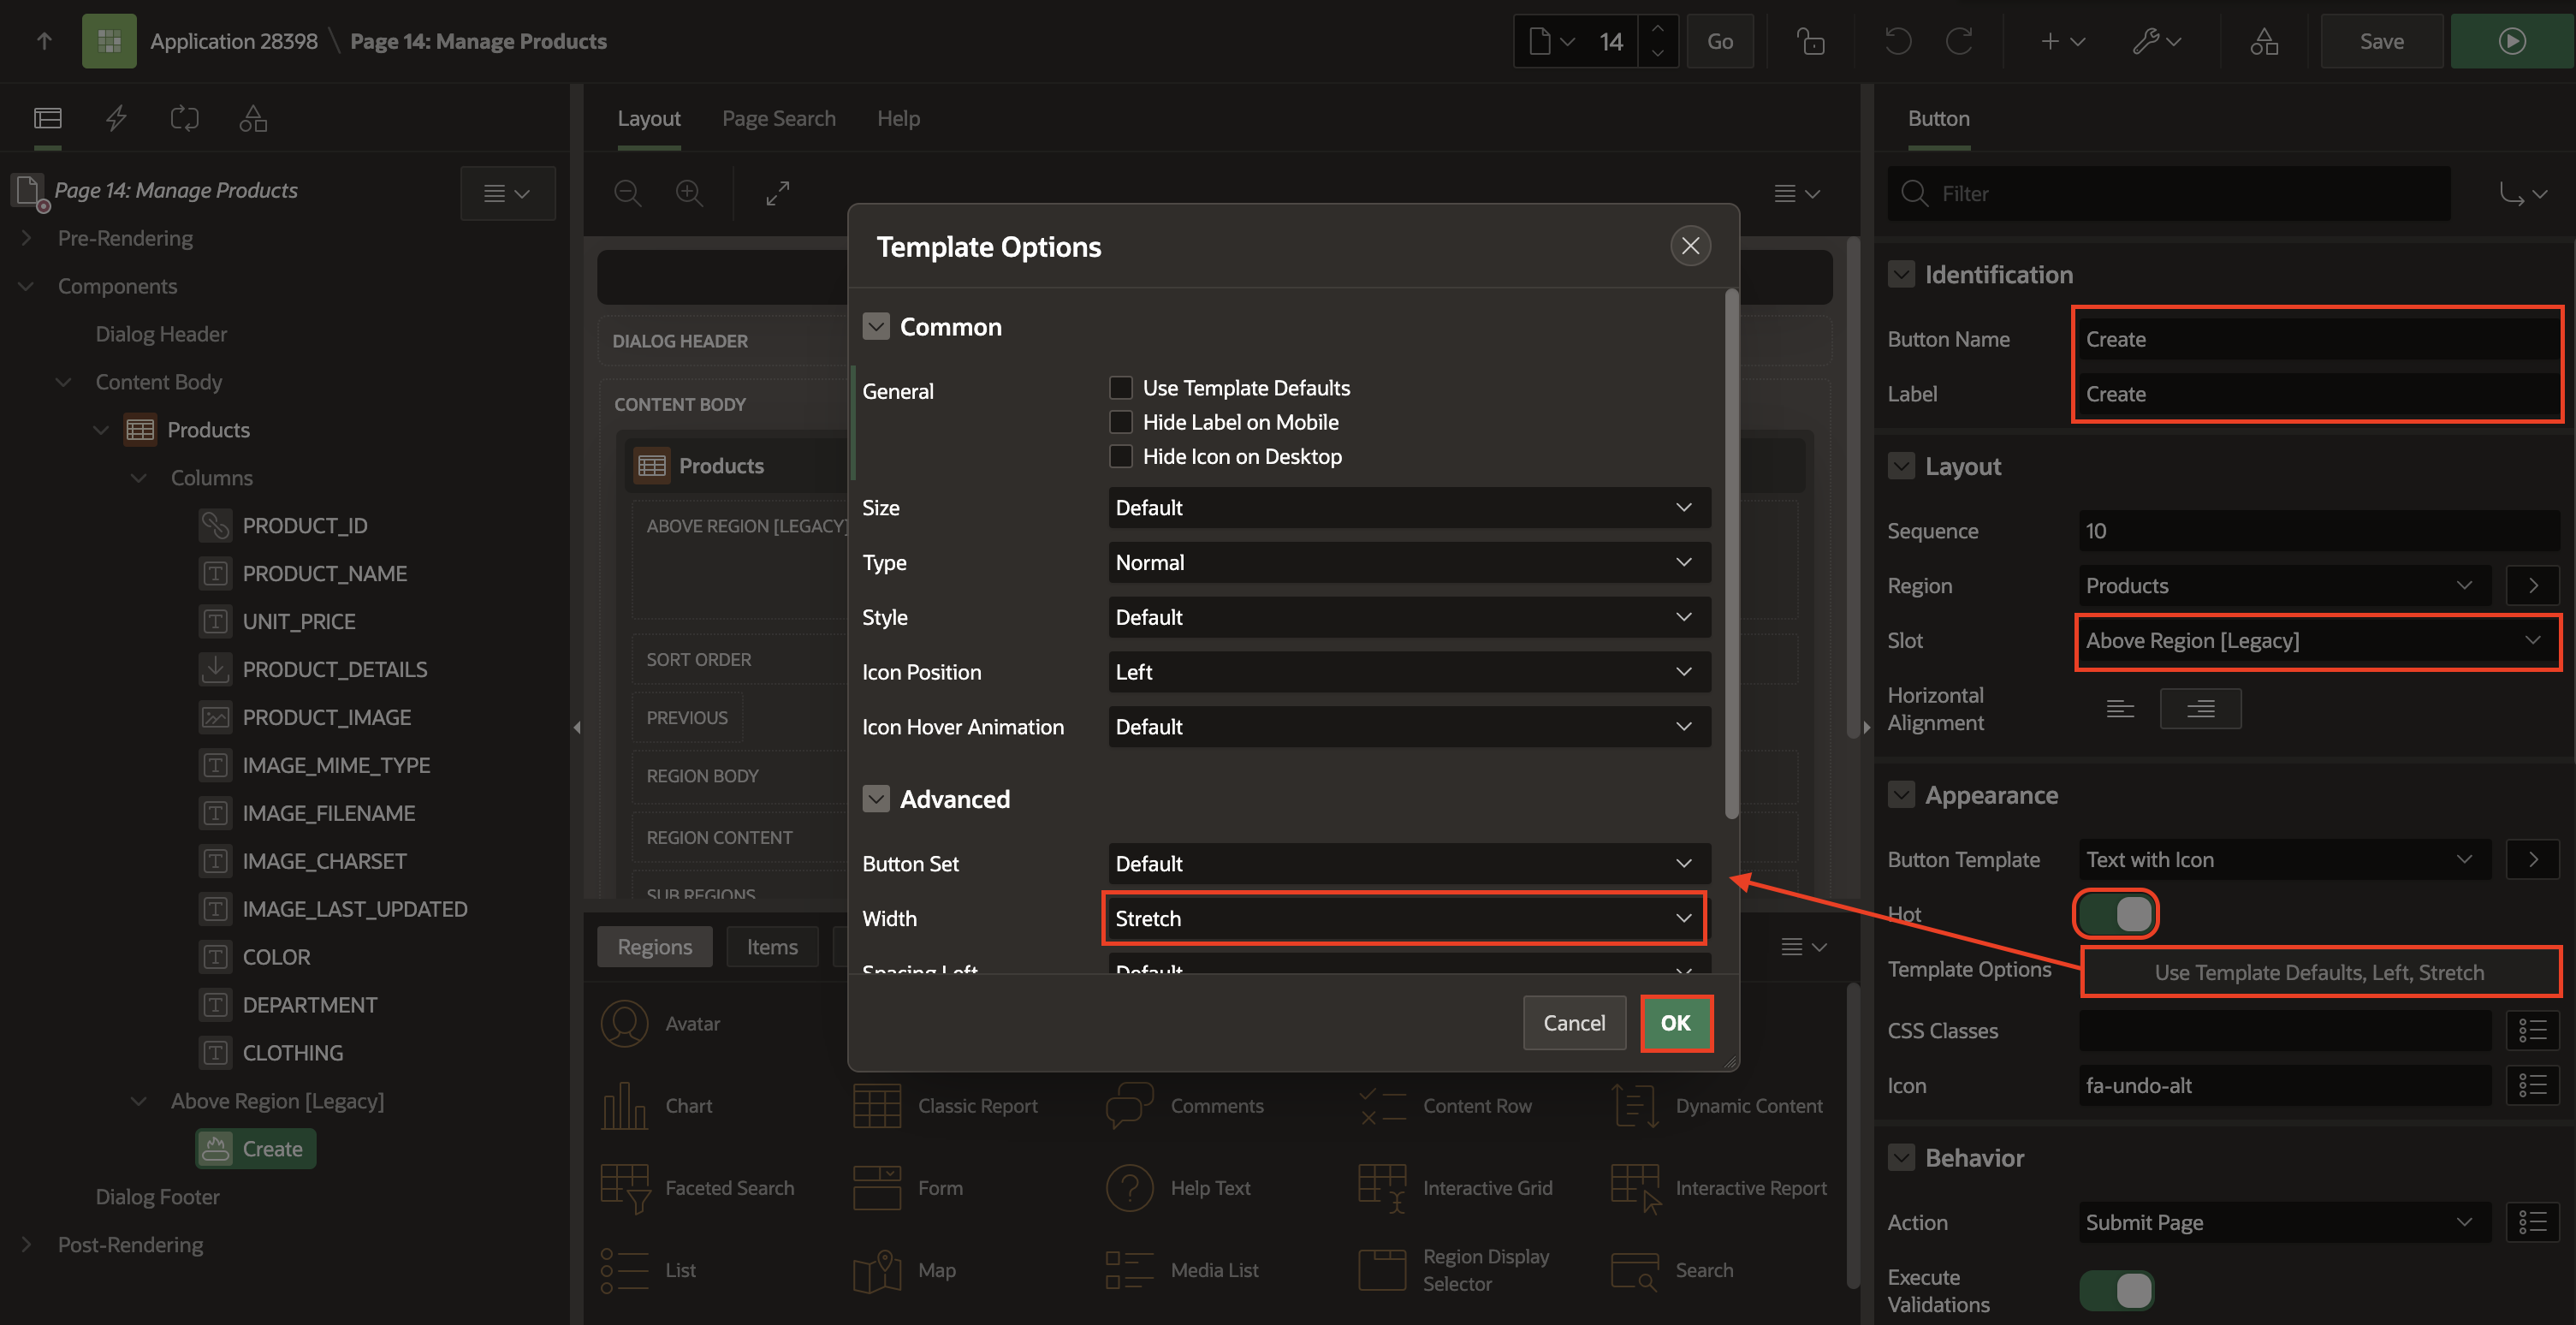 Application 28398 \ Page 14: Manage Products
14
Go
Save
Page 14: Manage Products
Pre-Rendering
Components
Dialog Header
Content Body
Products
Columns
PRODUCT_ID
PRODUCT_NAME
UNIT_PRICE
PRODUCT_DETAILS
PRODUCT_IMAGE
IMAGE_MIME_TYPE
IMAGE_FILENAME
IMAGE_CHARSET
IMAGE_LAST_UPDATED
COLOR
DEPARTMENT
CLOTHING
Above Region [Legacy]
Create
Dialog Footer
Post-Rendering
Layout Page Search Help
DIALOG HEADER
CONTENT BODY
Products
ABOVE REGION [LEGACY]
SORT ORDER
PREVIOUS
REGION BODY
REGION CONTENT
SUB REGIONS
Regions Items
Avatar
Chart Classic Report Comments Content Row Dynamic Content
Faceted Search Form Help Text Interactive Grid Interactive Report
List Map Media List Region Display Selector Search
Template Options
Common
General
Use Template Defaults
Hide Label on Mobile
Hide Icon on Desktop
Size Default
Type Normal
Style Default
Icon Position Left
Icon Hover Animation Default
Advanced
Button Set Default
Width Stretch
Spacing Left Default
Cancel OK
Button
Filter
Identification
Button Name Create
Label Create
Layout
Sequence 10
Region Products
Slot Above Region [Legacy]
Horizontal
Alignment
Appearance
Button Template Text with Icon
Hot
Template Options Use Template Defaults, Left, Stretch
CSS Classes
Icon fa-undo-alt
Behavior
Action Submit Page
Execute
Validations